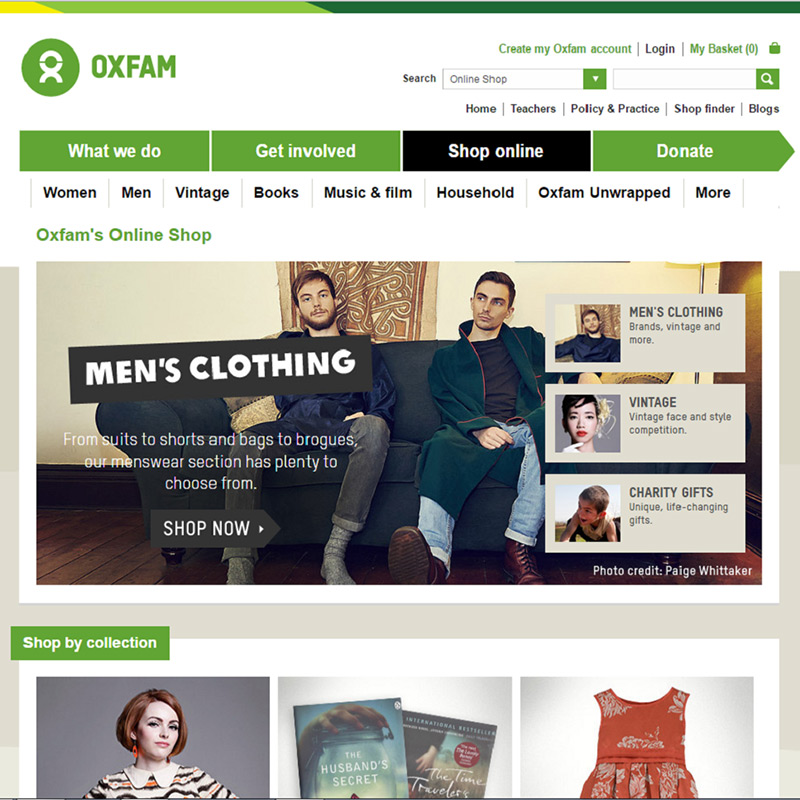 Create my Oxfam account
Login
My Basket (0)
OXFAM
Search
Online Shop
Home
Teachers
Policy & Practice
Shop finder
Blogs
What we do
Get involved
Shop online
Donate
Women
Men
Vintage
Books
Music & film
Household
Oxfam Unwrapped
More
Oxfam's Online Shop
MEN'S CLOTHING
From suits to shorts and bags to brogues,
our menswear section has plenty to
choose from.
SHOP NOW
MEN'S CLOTHING
Brands, vintage and
more.
VINTAGE
Vintage face and style
competition.
CHARITY GIFTS
Unique, life-changing
gifts.
Photo credit: Paige Whittaker
Shop by collection
THE
HUSBAND'S
SECRET
INTERNATIONAL BESTSELLER
The Time
Traveler's